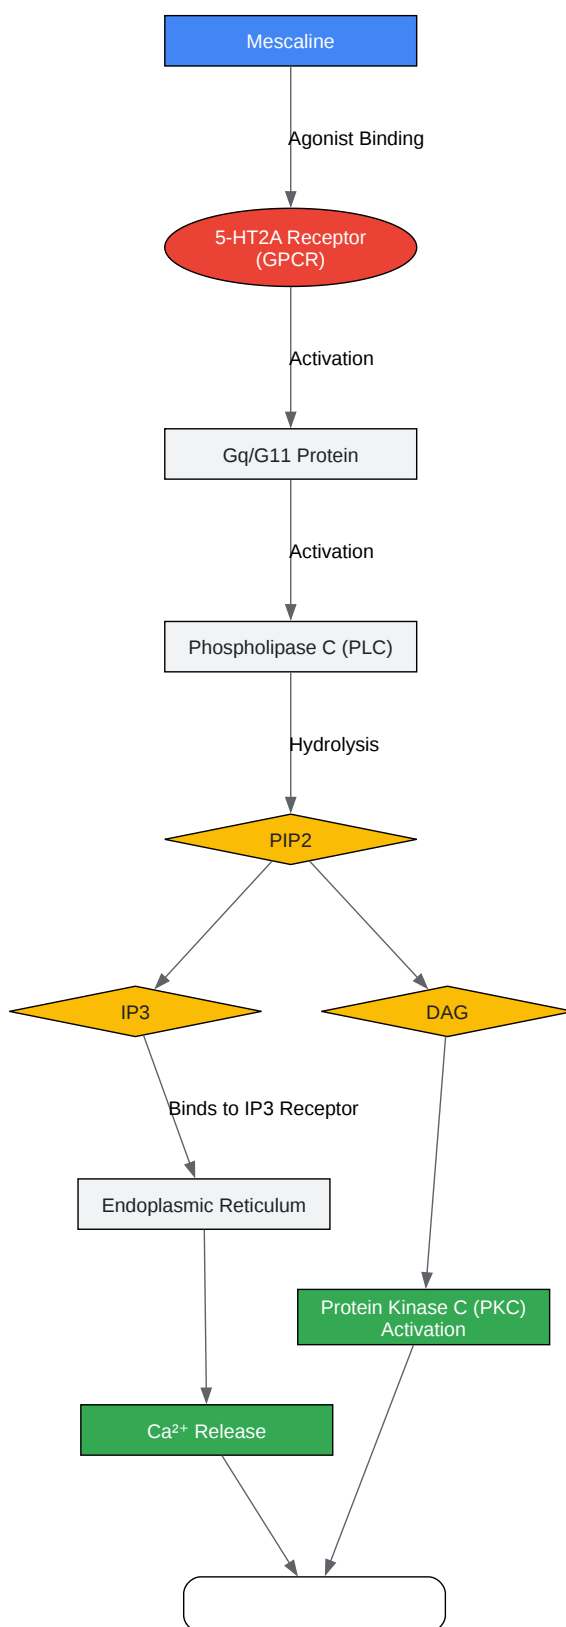 Mescaline
Agonist Binding
5-HT2A Receptor
(GPCR)
Activation
Gq/G11 Protein
Activation
Phospholipase C (PLC)
Hydrolysis
PIP2
IP3
DAG
Binds to IP3 Receptor
Endoplasmic Reticulum
Protein Kinase C (PKC)
Activation
Ca²⁺ Release